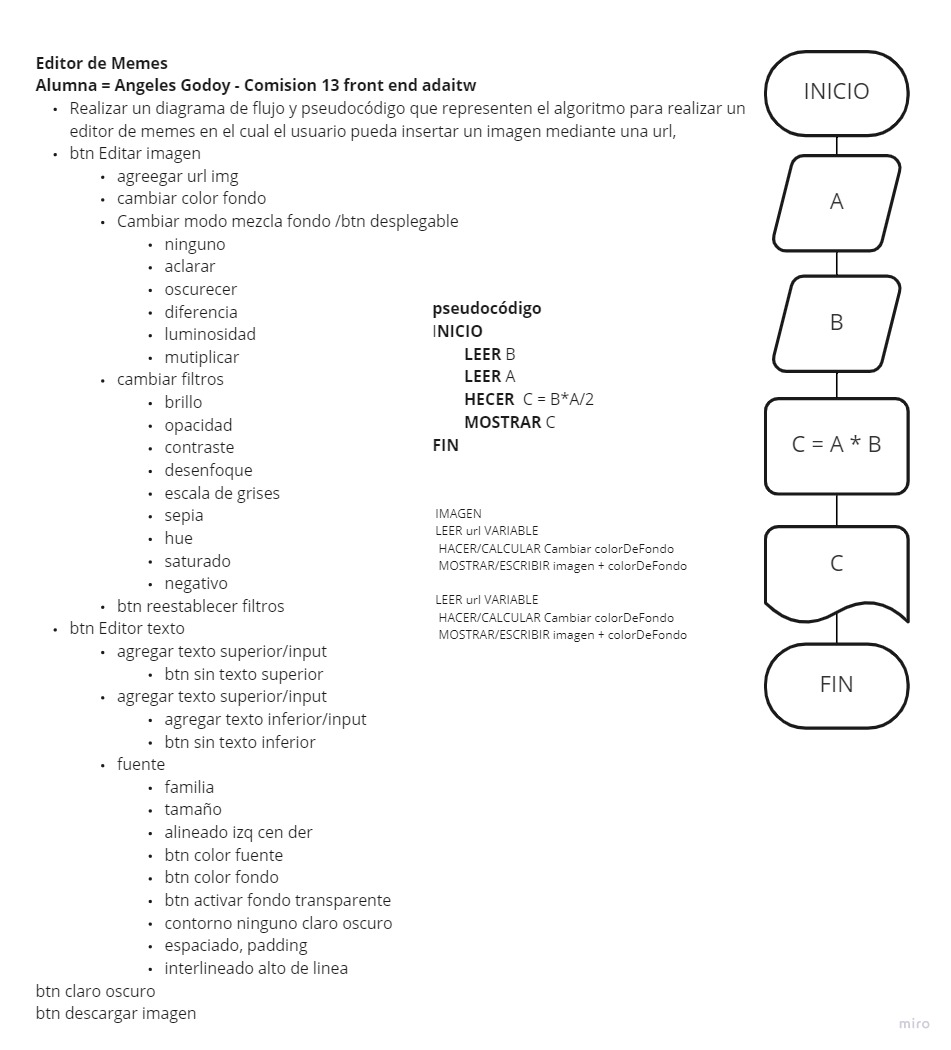 Editor de Memes
Alumna = Angeles Godoy - Comision 13 front end adaitw
• Realizar un diagrama de flujo y pseudocódigo que representen el algoritmo para realizar un
editor de memes en el cual el usuario pueda insertar un imagen mediante una url,
• btn Editar imagen
• agreegar url img
• cambiar color fondo
• Cambiar modo mezcla fondo /btn desplegable
• ninguno
• aclarar
• oscurecer
• diferencia
• luminosidad
• mutiplicar
• cambiar filtros
• brillo
• opacidad
• contraste
• desenfoque
• escala de grises
• sepia
• hue
• saturado
• negativo
• btn reestablecer filtros
• btn Editor texto
• agregar texto superior/input
• btn sin texto superior
• agregar texto superior/input
• agregar texto inferior/input
• btn sin texto inferior
• fuente
• familia
• tamaño
• alineado izq cen der
• btn color fuente
• btn color fondo
• btn activar fondo transparente
• contorno ninguno claro oscuro
• espaciado, padding
• interlineado alto de linea
btn claro oscuro
btn descargar imagen
pseudocódigo
INICIO
LEER B
LEER A
HECER C = B*A/2
MOSTRAR C
FIN
IMAGEN
LEER url VARIABLE
HACER/CALCULAR Cambiar colorDeFondo
MOSTRAR/ESCRIBIR imagen + colorDeFondo
LEER url VARIABLE
HACER/CALCULAR Cambiar colorDeFondo
MOSTRAR/ESCRIBIR imagen + colorDeFondo
INICIO
A
B
C = A * B
C
FIN
miro